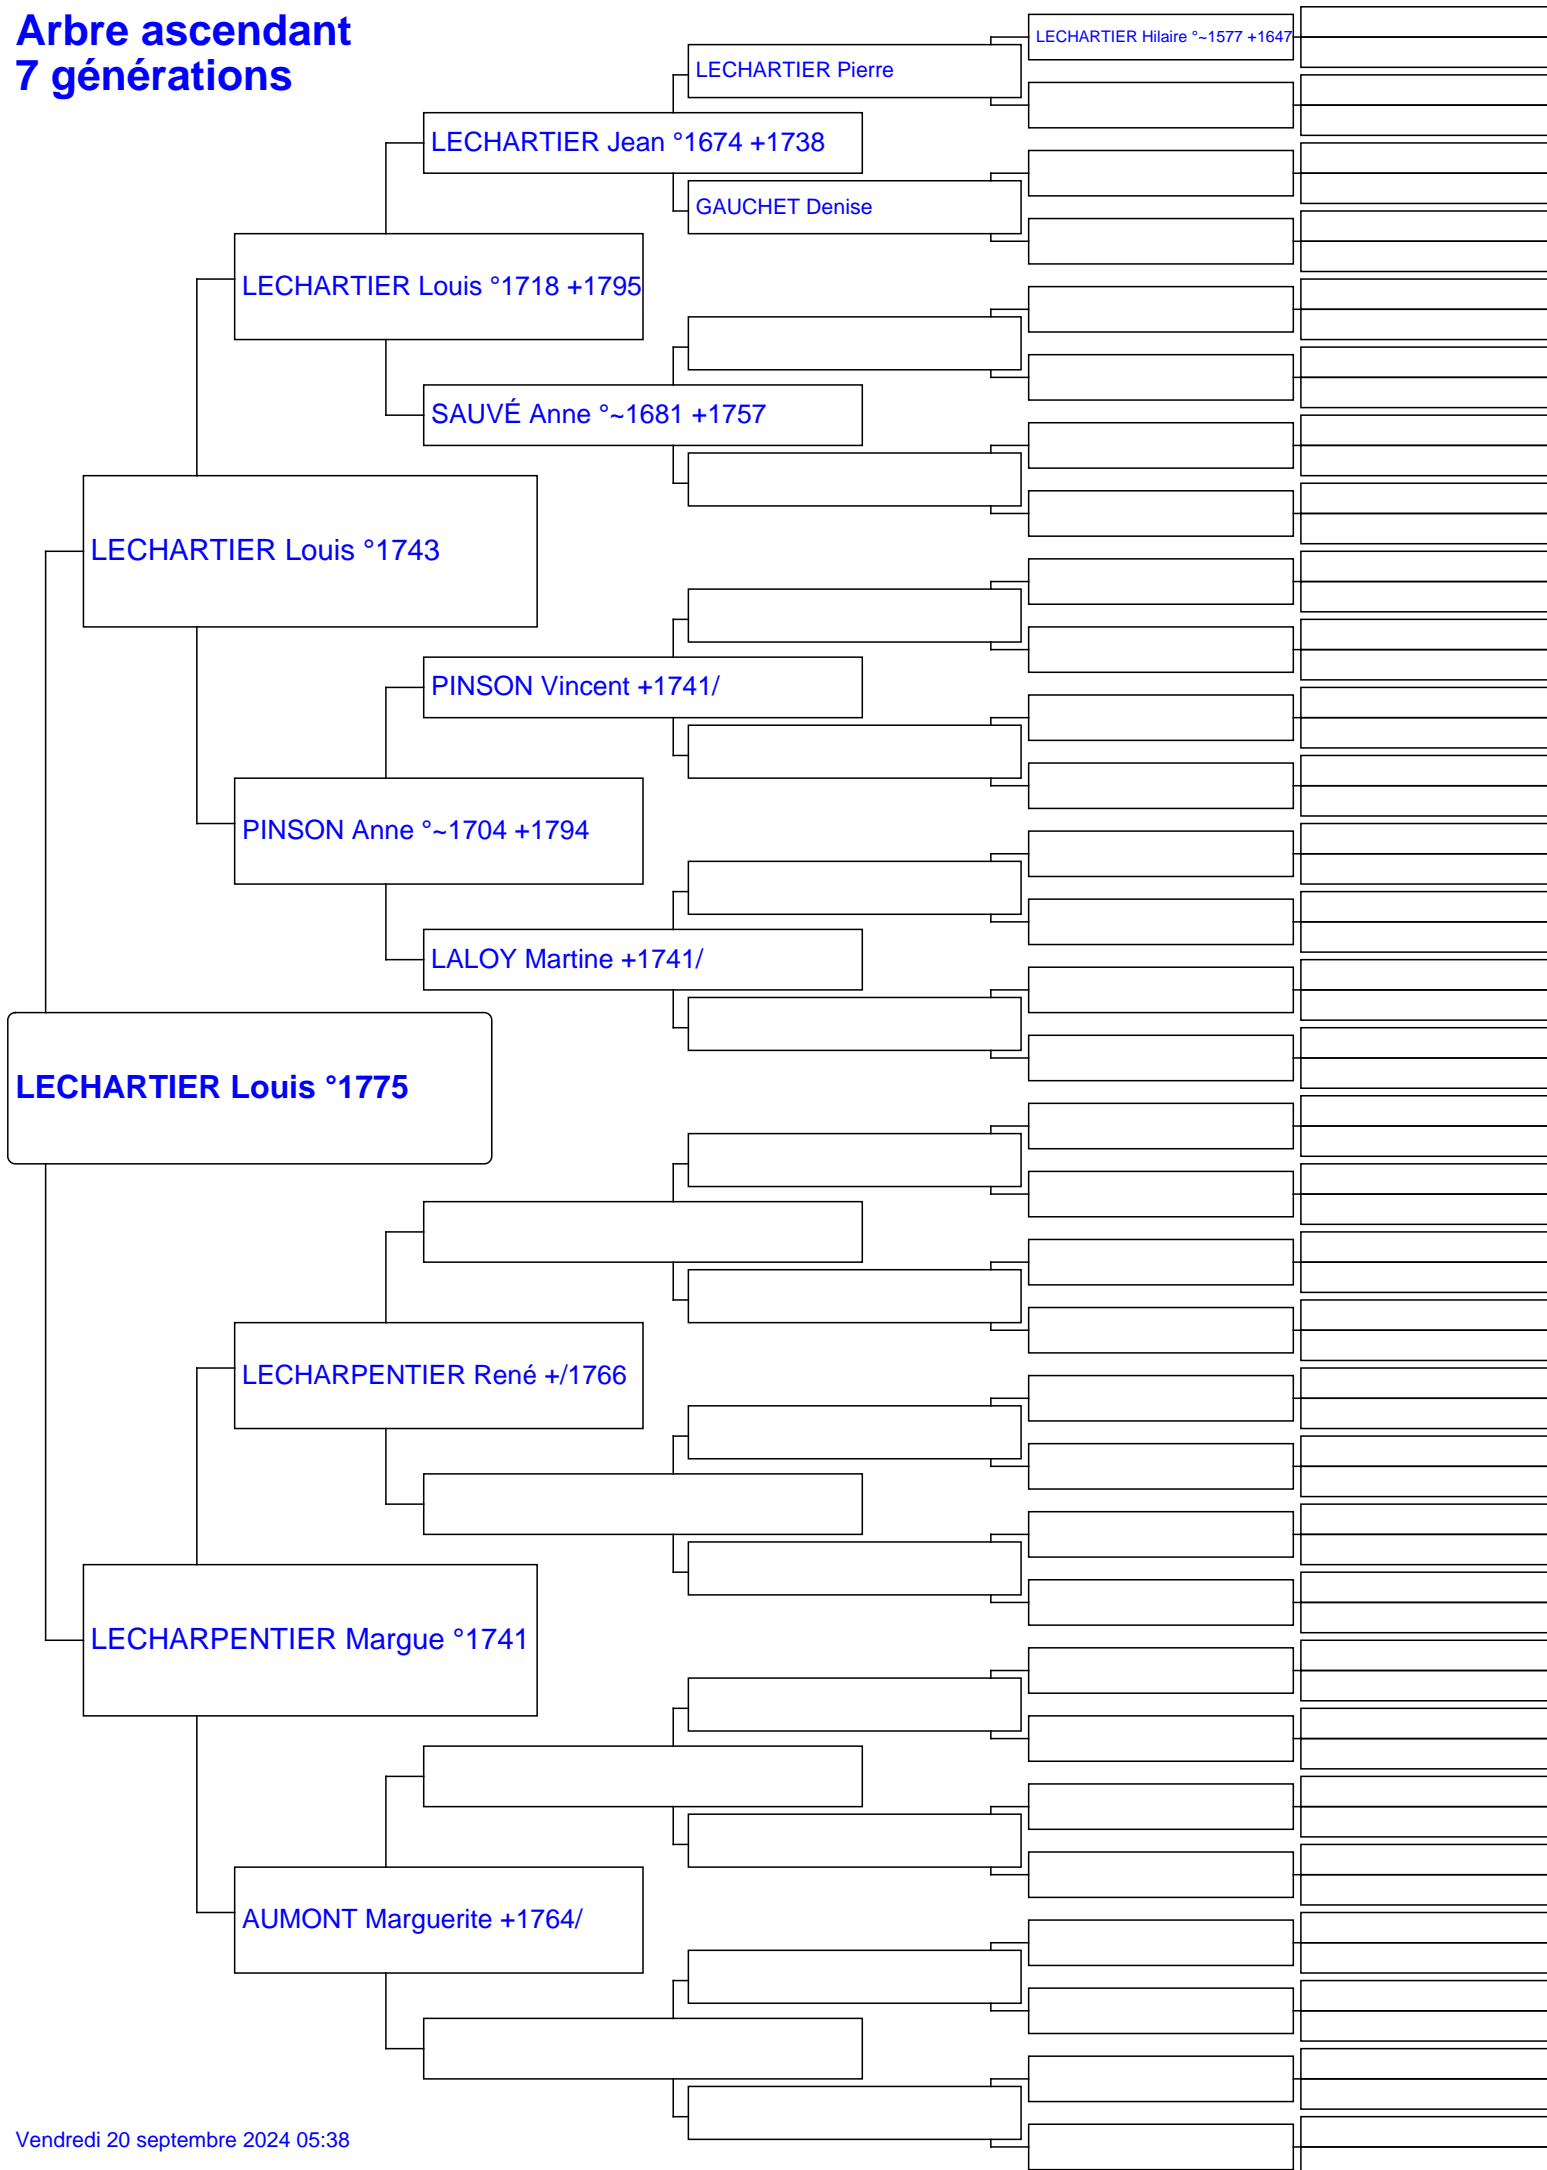 Arbre ascendant
7 générations
LECHARTIER Hilaire °~1577 +1647
LECHARTIER Pierre
LECHARTIER Jean °1674 +1738
GAUCHET Denise
LECHARTIER Louis °1718 +1795
SAUVÉ Anne °~1681 +1757
LECHARTIER Louis °1743
PINSON Vincent +1741/
PINSON Anne °~1704 +1794
LALOY Martine +1741/
LECHARTIER Louis °1775
LECHARPENTIER René +/1766
LECHARPENTIER Margue °1741
AUMONT Marguerite +1764/
Vendredi 20 septembre 2024 05:38